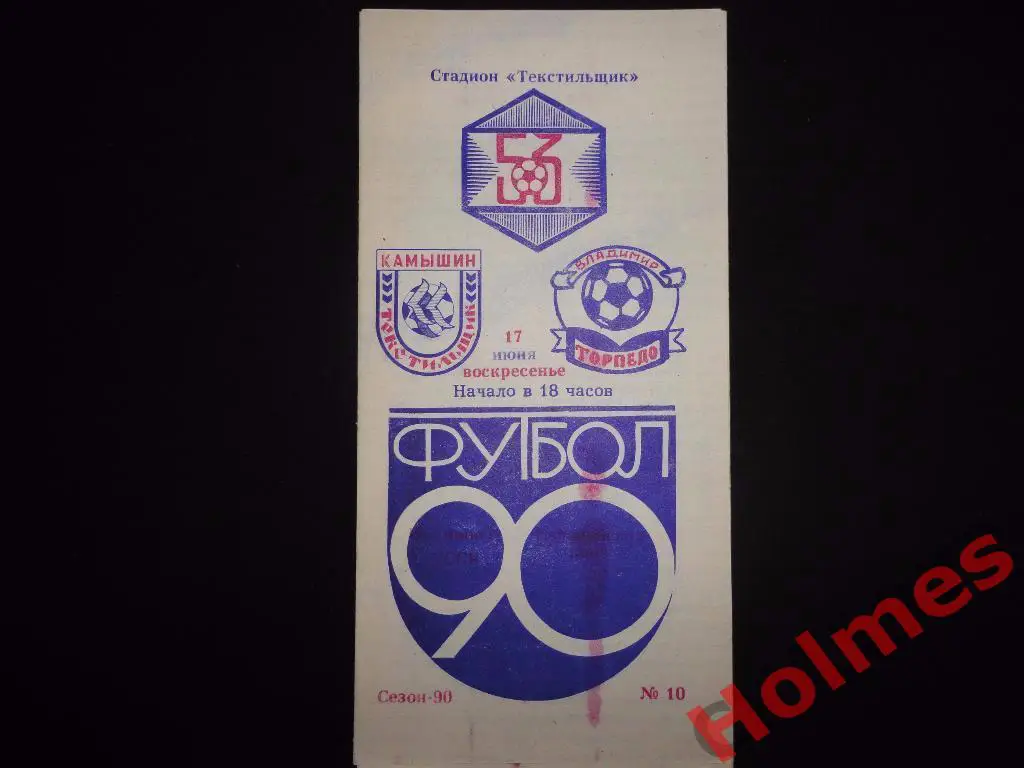 Стадион «Текстильщик»
53
КАМЫШИН
ТЕКСТИЛЬЩИК
ВЛАДИМИР
ТОРПЕДО
17
июня
воскресенье
Начало в 18 часов
ФУТБОЛ
90
Сезон-90
№ 10
©Holmes